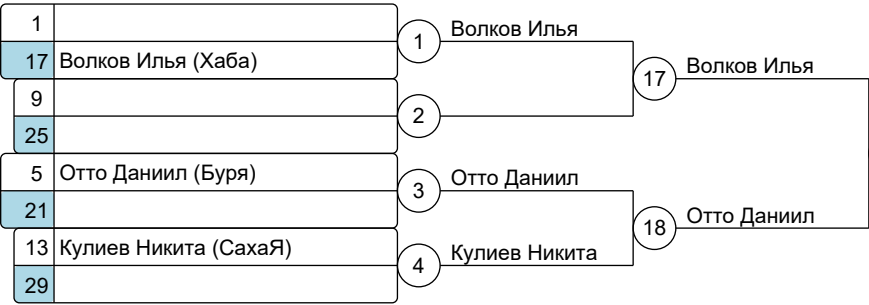 1
17 Волков Илья (Хаба)
9
25
5 Отто Даниил (Буря)
21
13 Кулиев Никита (СахаЯ)
29
1 Волков Илья
2
3 Отто Даниил
4 Кулиев Никита
17 Волков Илья
18 Отто Даниил